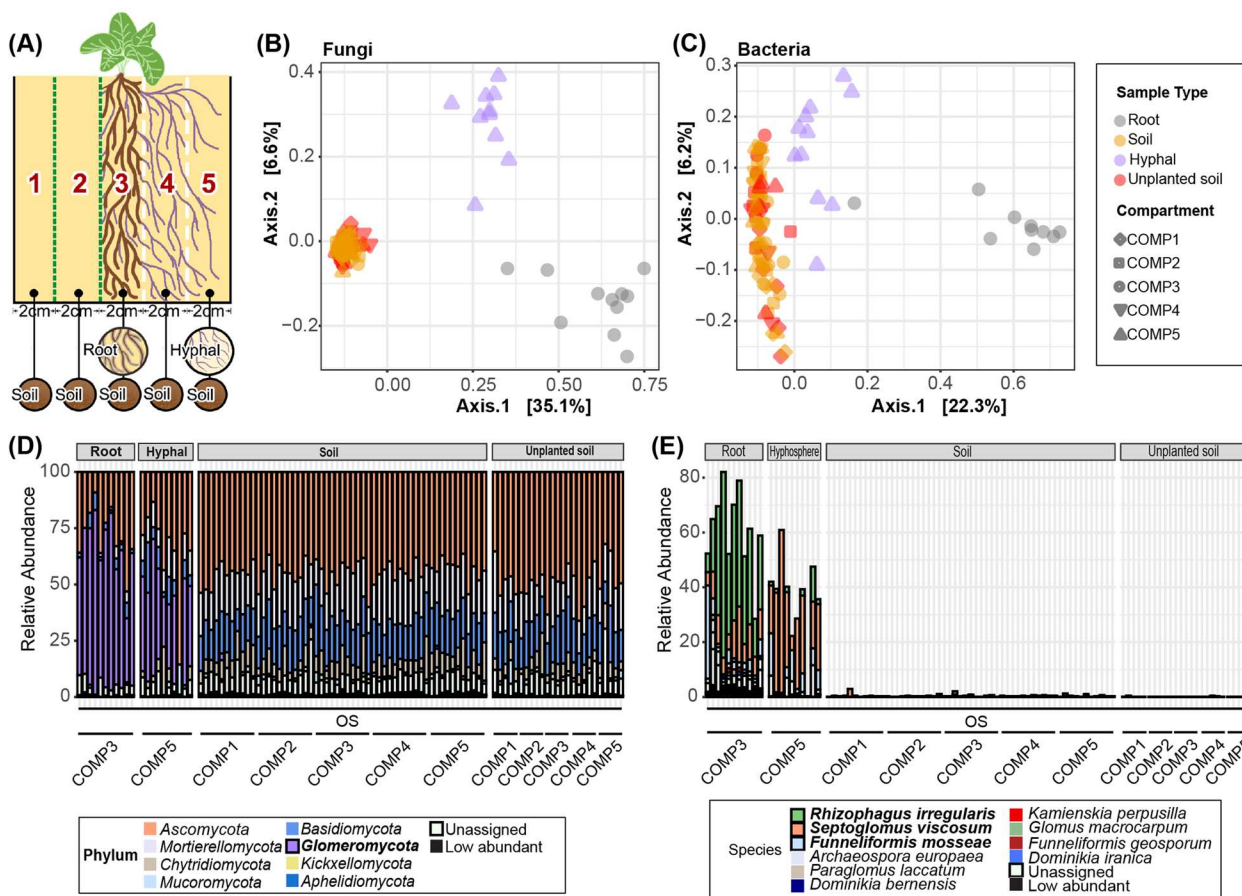 (A)
1 2 3 4 5
2cm 2cm 2cm 2cm 2cm
Root Hyphal
Soil Soil Soil Soil Soil
(B) Fungi
0.4
0.2
0.0
−0.2
Axis.2 [6.6%]
0.00 0.25 0.50 0.75
Axis.1 [35.1%]
(C) Bacteria
0.3
0.2
0.1
0.0
−0.1
−0.2
Axis.2 [6.2%]
0.0 0.2 0.4 0.6
Axis.1 [22.3%]
Sample Type
Root
Soil
Hyphal
Unplanted soil
Compartment
COMP1
COMP2
COMP3
COMP4
COMP5
(D)
Root Hyphal Soil Unplanted soil
100
75
50
25
0
Relative Abundance
OS
COMP3 COMP5 COMP1 COMP2 COMP3 COMP4 COMP5 COMP1 COMP2 COMP3 COMP4 COMP5
Phylum
Ascomycota Basidiomycota Unassigned
Mortierellomycota Glomeromycota Low abundant
Chytridiomycota Kickxellomycota
Mucoromycota Aphelidiomycota
(E)
Root Hyphosphere Soil Unplanted soil
80
60
40
20
0
Relative Abundance
OS
COMP3 COMP5 COMP1 COMP2 COMP3 COMP4 COMP5 COMP1 COMP2 COMP3 COMP4
Species
Rhizophagus irregularis Kamienskia perpusilla
Septoglomus viscosum Glomus macrocarpum
Funneliformis mosseae Funneliformis geosporum
Archaeospora europaea Dominikia iranica
Paraglomus laccatum Unassigned
Dominikia bernensis Low abundant